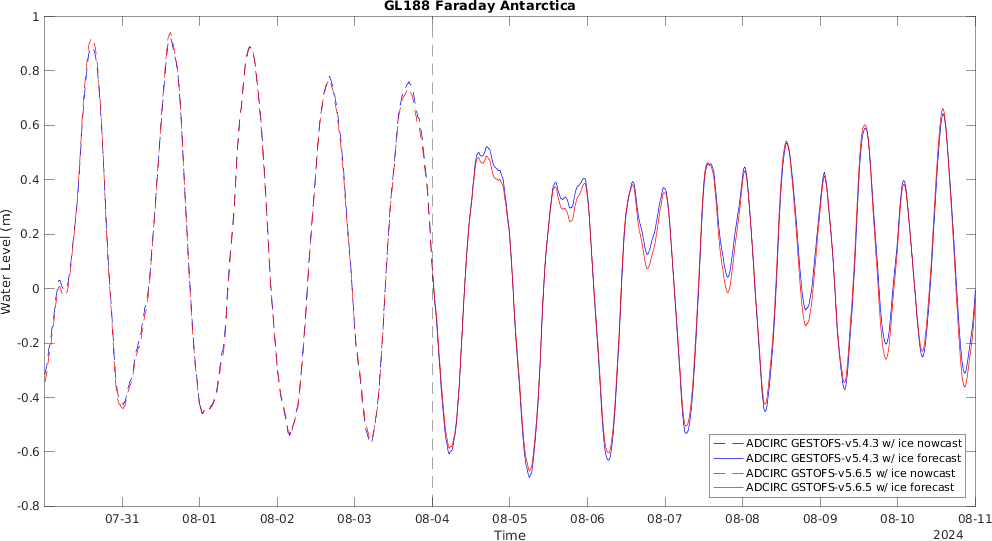 GL188 Faraday Antarctica
1
0.8
0.6
0.4
0.2
0
-0.2
-0.4
-0.6
-0.8
Water Level (m)
07-31 08-01 08-02 08-03 08-04 08-05 08-06 08-07 08-08 08-09 08-10 08-11
Time
2024
ADCIRC GESTOFS-v5.4.3 w/ ice nowcast
ADCIRC GESTOFS-v5.4.3 w/ ice forecast
ADCIRC GSTOFS-v5.6.5 w/ ice nowcast
ADCIRC GSTOFS-v5.6.5 w/ ice forecast